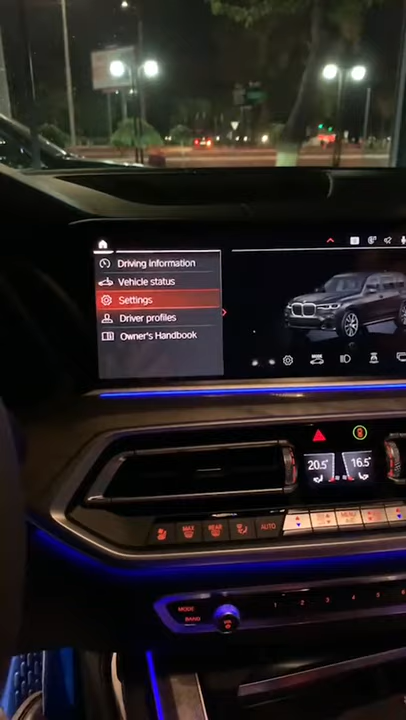 Driving information
Vehicle status
Settings
Driver profiles
Owner's Handbook
20.5°
16.5°
MAX
REAR
AUTO
MODE
1 2 3 4 5
BAND